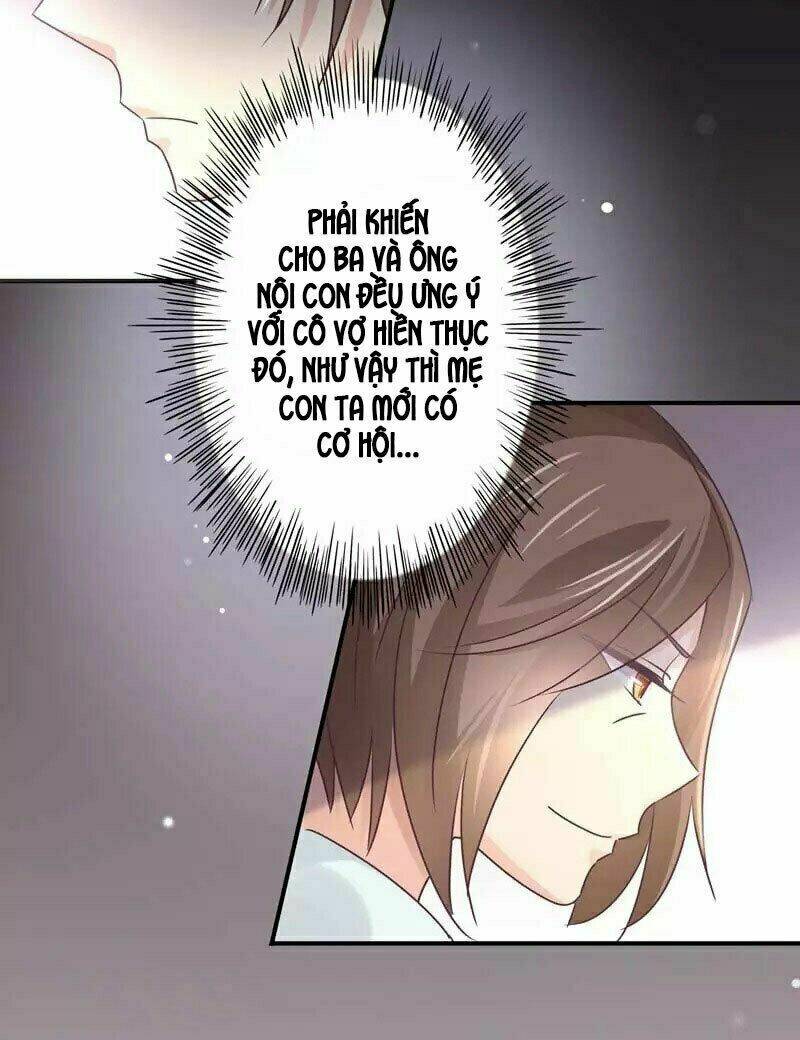 PHẢI KHIẾN
CHO BA VÀ ÔNG
NỘI CON ĐỀU ƯNG Ý
VỚI CÔ VỢ HIỀN THỤC
ĐÓ, NHƯ VẬY THÌ MẸ
CON TA MỚI CÓ
CƠ HỘI...